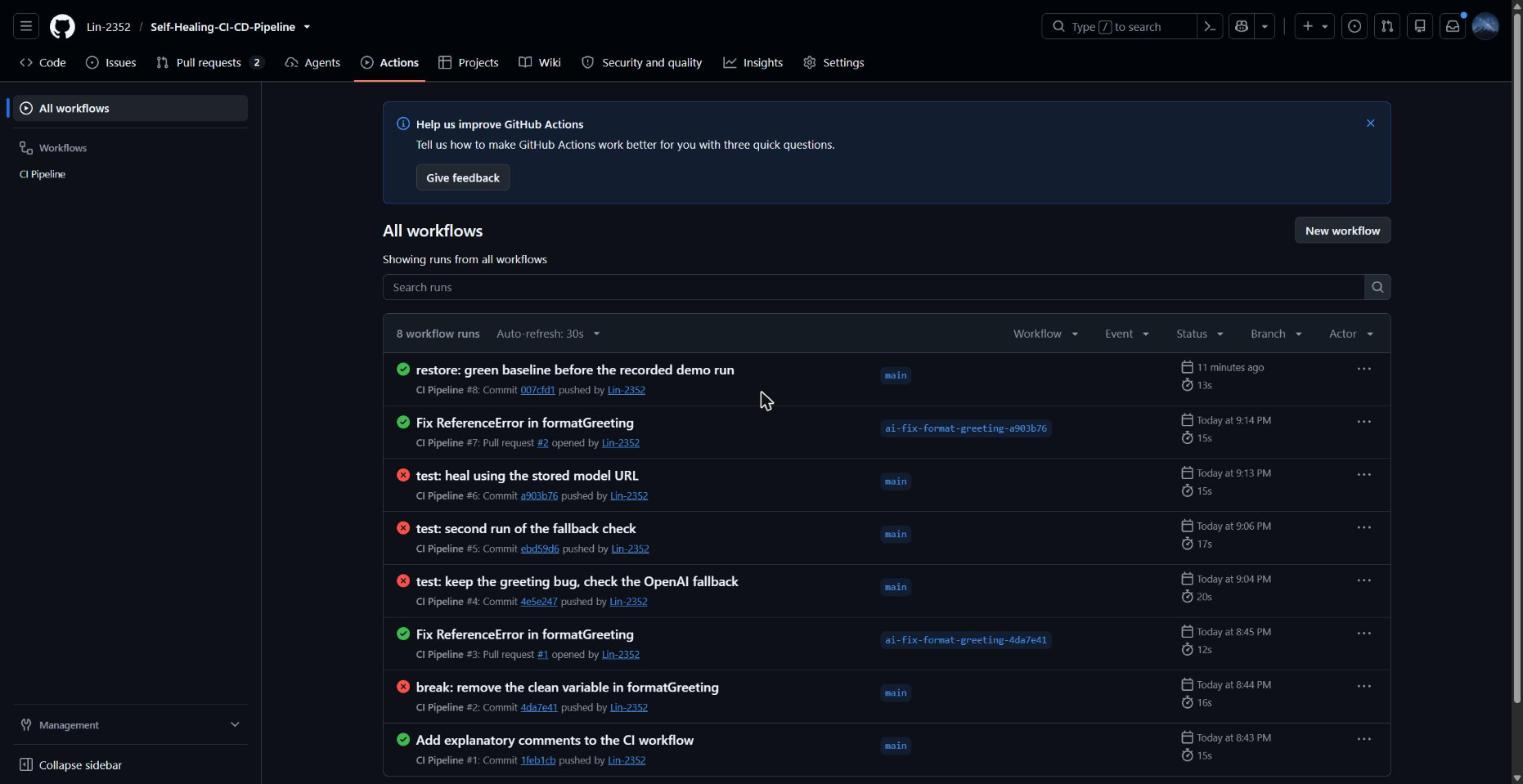 Lin-2352 / Self-Healing-CI-CD-Pipeline
Type / to search
Code Issues Pull requests 2 Agents Actions Projects Wiki Security and quality Insights Settings
All workflows
Workflows
CI Pipeline
Management
Collapse sidebar
Help us improve GitHub Actions
Tell us how to make GitHub Actions work better for you with three quick questions.
Give feedback
All workflows
New workflow
Showing runs from all workflows
Search runs
8 workflow runs Auto-refresh: 30s Workflow Event Status Branch Actor
restore: green baseline before the recorded demo run main 11 minutes ago
CI Pipeline #8: Commit 007cfd1 pushed by Lin-2352 13s
Fix ReferenceError in formatGreeting ai-fix-format-greeting-a903b76 Today at 9:14 PM
CI Pipeline #7: Pull request #2 opened by Lin-2352 15s
test: heal using the stored model URL main Today at 9:13 PM
CI Pipeline #6: Commit a903b76 pushed by Lin-2352 15s
test: second run of the fallback check main Today at 9:06 PM
CI Pipeline #5: Commit ebd59d6 pushed by Lin-2352 17s
test: keep the greeting bug, check the OpenAI fallback main Today at 9:04 PM
CI Pipeline #4: Commit 4e5e247 pushed by Lin-2352 20s
Fix ReferenceError in formatGreeting ai-fix-format-greeting-4da7e41 Today at 8:45 PM
CI Pipeline #3: Pull request #1 opened by Lin-2352 12s
break: remove the clean variable in formatGreeting main Today at 8:44 PM
CI Pipeline #2: Commit 4da7e41 pushed by Lin-2352 16s
Add explanatory comments to the CI workflow main Today at 8:43 PM
CI Pipeline #1: Commit 1feb1cb pushed by Lin-2352 15s